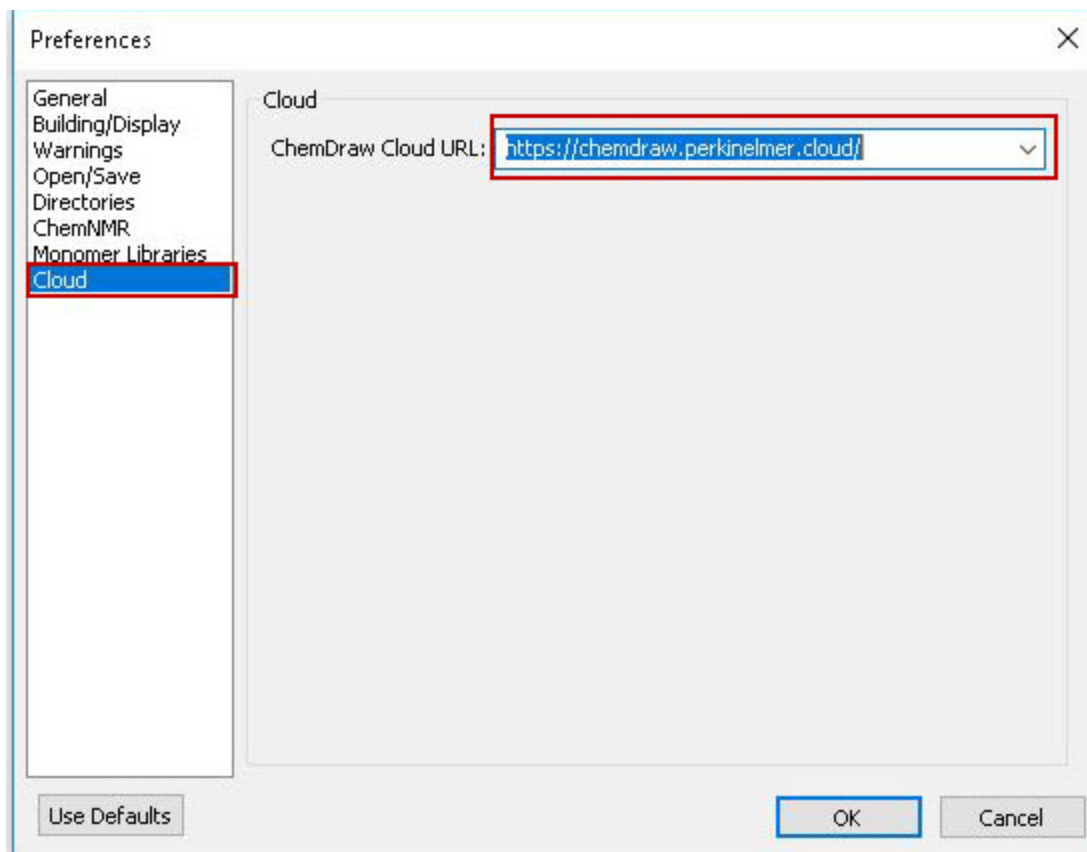 Preferences
General
Building/Display
Warnings
Open/Save
Directories
ChemNMR
Monomer Libraries
Cloud
Cloud
ChemDraw Cloud URL: https://chemdraw.perkinelmer.cloud/
Use Defaults
OK
Cancel